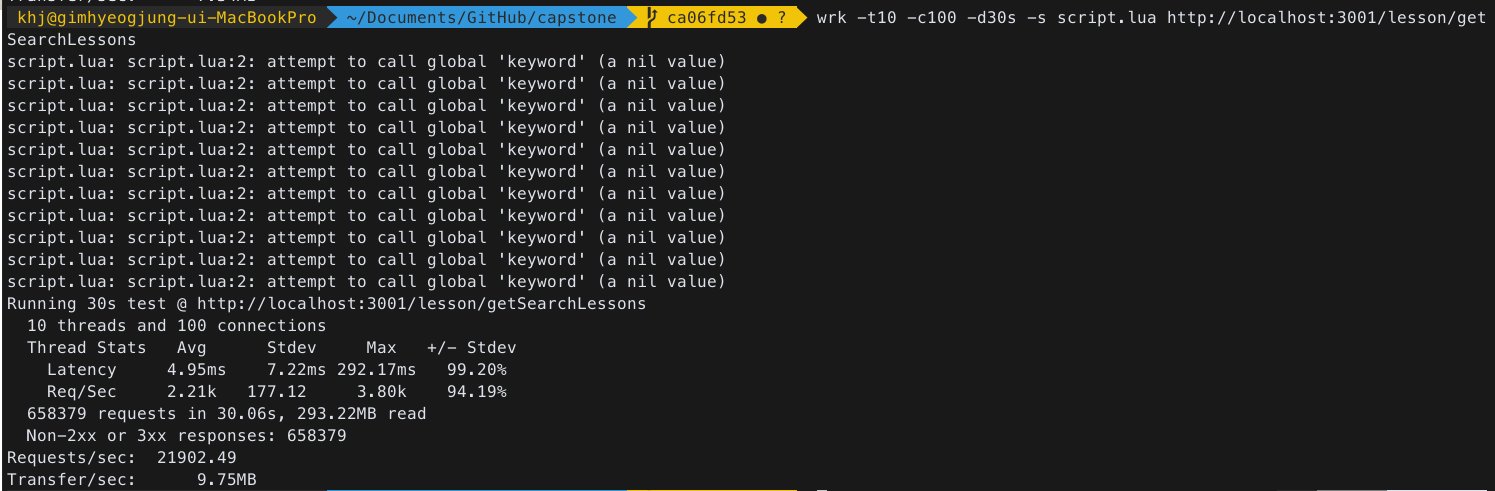 khj@gimhyeogjung-ui-MacBookPro ~/Documents/GitHub/capstone ca06fd53 ● ? wrk -t10 -c100 -d30s -s script.lua http://localhost:3001/lesson/get
SearchLessons
script.lua: script.lua:2: attempt to call global 'keyword' (a nil value)
script.lua: script.lua:2: attempt to call global 'keyword' (a nil value)
script.lua: script.lua:2: attempt to call global 'keyword' (a nil value)
script.lua: script.lua:2: attempt to call global 'keyword' (a nil value)
script.lua: script.lua:2: attempt to call global 'keyword' (a nil value)
script.lua: script.lua:2: attempt to call global 'keyword' (a nil value)
script.lua: script.lua:2: attempt to call global 'keyword' (a nil value)
script.lua: script.lua:2: attempt to call global 'keyword' (a nil value)
script.lua: script.lua:2: attempt to call global 'keyword' (a nil value)
script.lua: script.lua:2: attempt to call global 'keyword' (a nil value)
script.lua: script.lua:2: attempt to call global 'keyword' (a nil value)
Running 30s test @ http://localhost:3001/lesson/getSearchLessons
  10 threads and 100 connections
  Thread Stats   Avg      Stdev     Max   +/- Stdev
    Latency     4.95ms    7.22ms 292.17ms   99.20%
    Req/Sec     2.21k   177.12     3.80k    94.19%
  658379 requests in 30.06s, 293.22MB read
  Non-2xx or 3xx responses: 658379
Requests/sec:  21902.49
Transfer/sec:      9.75MB